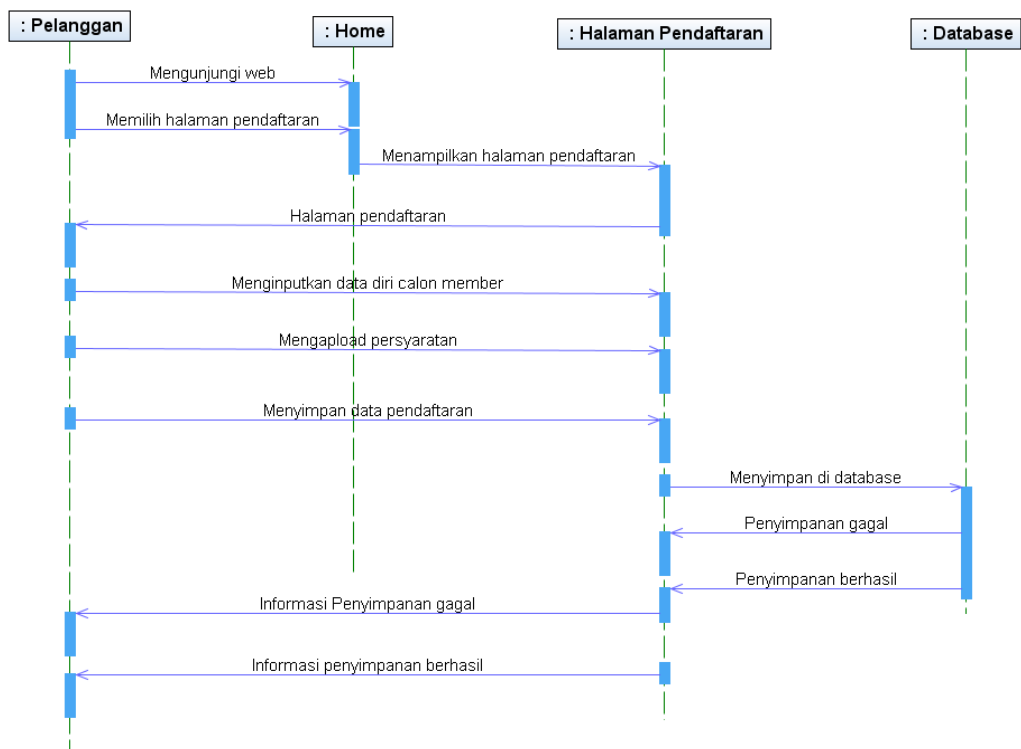 : Pelanggan
: Home
: Halaman Pendaftaran
: Database
Mengunjungi web
Memilih halaman pendaftaran
Menampilkan halaman pendaftaran
Halaman pendaftaran
Menginputkan data diri calon member
Mengapload persyaratan
Menyimpan data pendaftaran
Menyimpan di database
Penyimpanan gagal
Penyimpanan berhasil
Informasi Penyimpanan gagal
Informasi penyimpanan berhasil